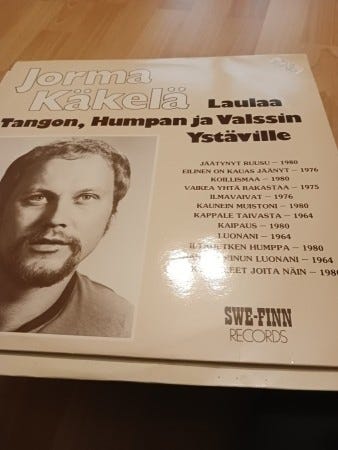 Jorma
Käkelä Laulaa
Tangon, Humpan ja Valssin
Ystäville
JÄÄTYNYT RUUSU — 1980
EILINEN ON KAUAS JÄÄNYT — 1976
KOILLISMAA — 1980
VAIKEA YHTÄ RAKASTAA — 1975
ILMAVAIVAT — 1976
KAUNEIN MUISTONI — 1980
KAPPALE TAIVASTA — 1964
KAIPAUS — 1980
LUONANI — 1964
HUMPPA — 1980
LUONANI — 1964
JOITA NÄIN — 1980
SWE-FINN
RECORDS